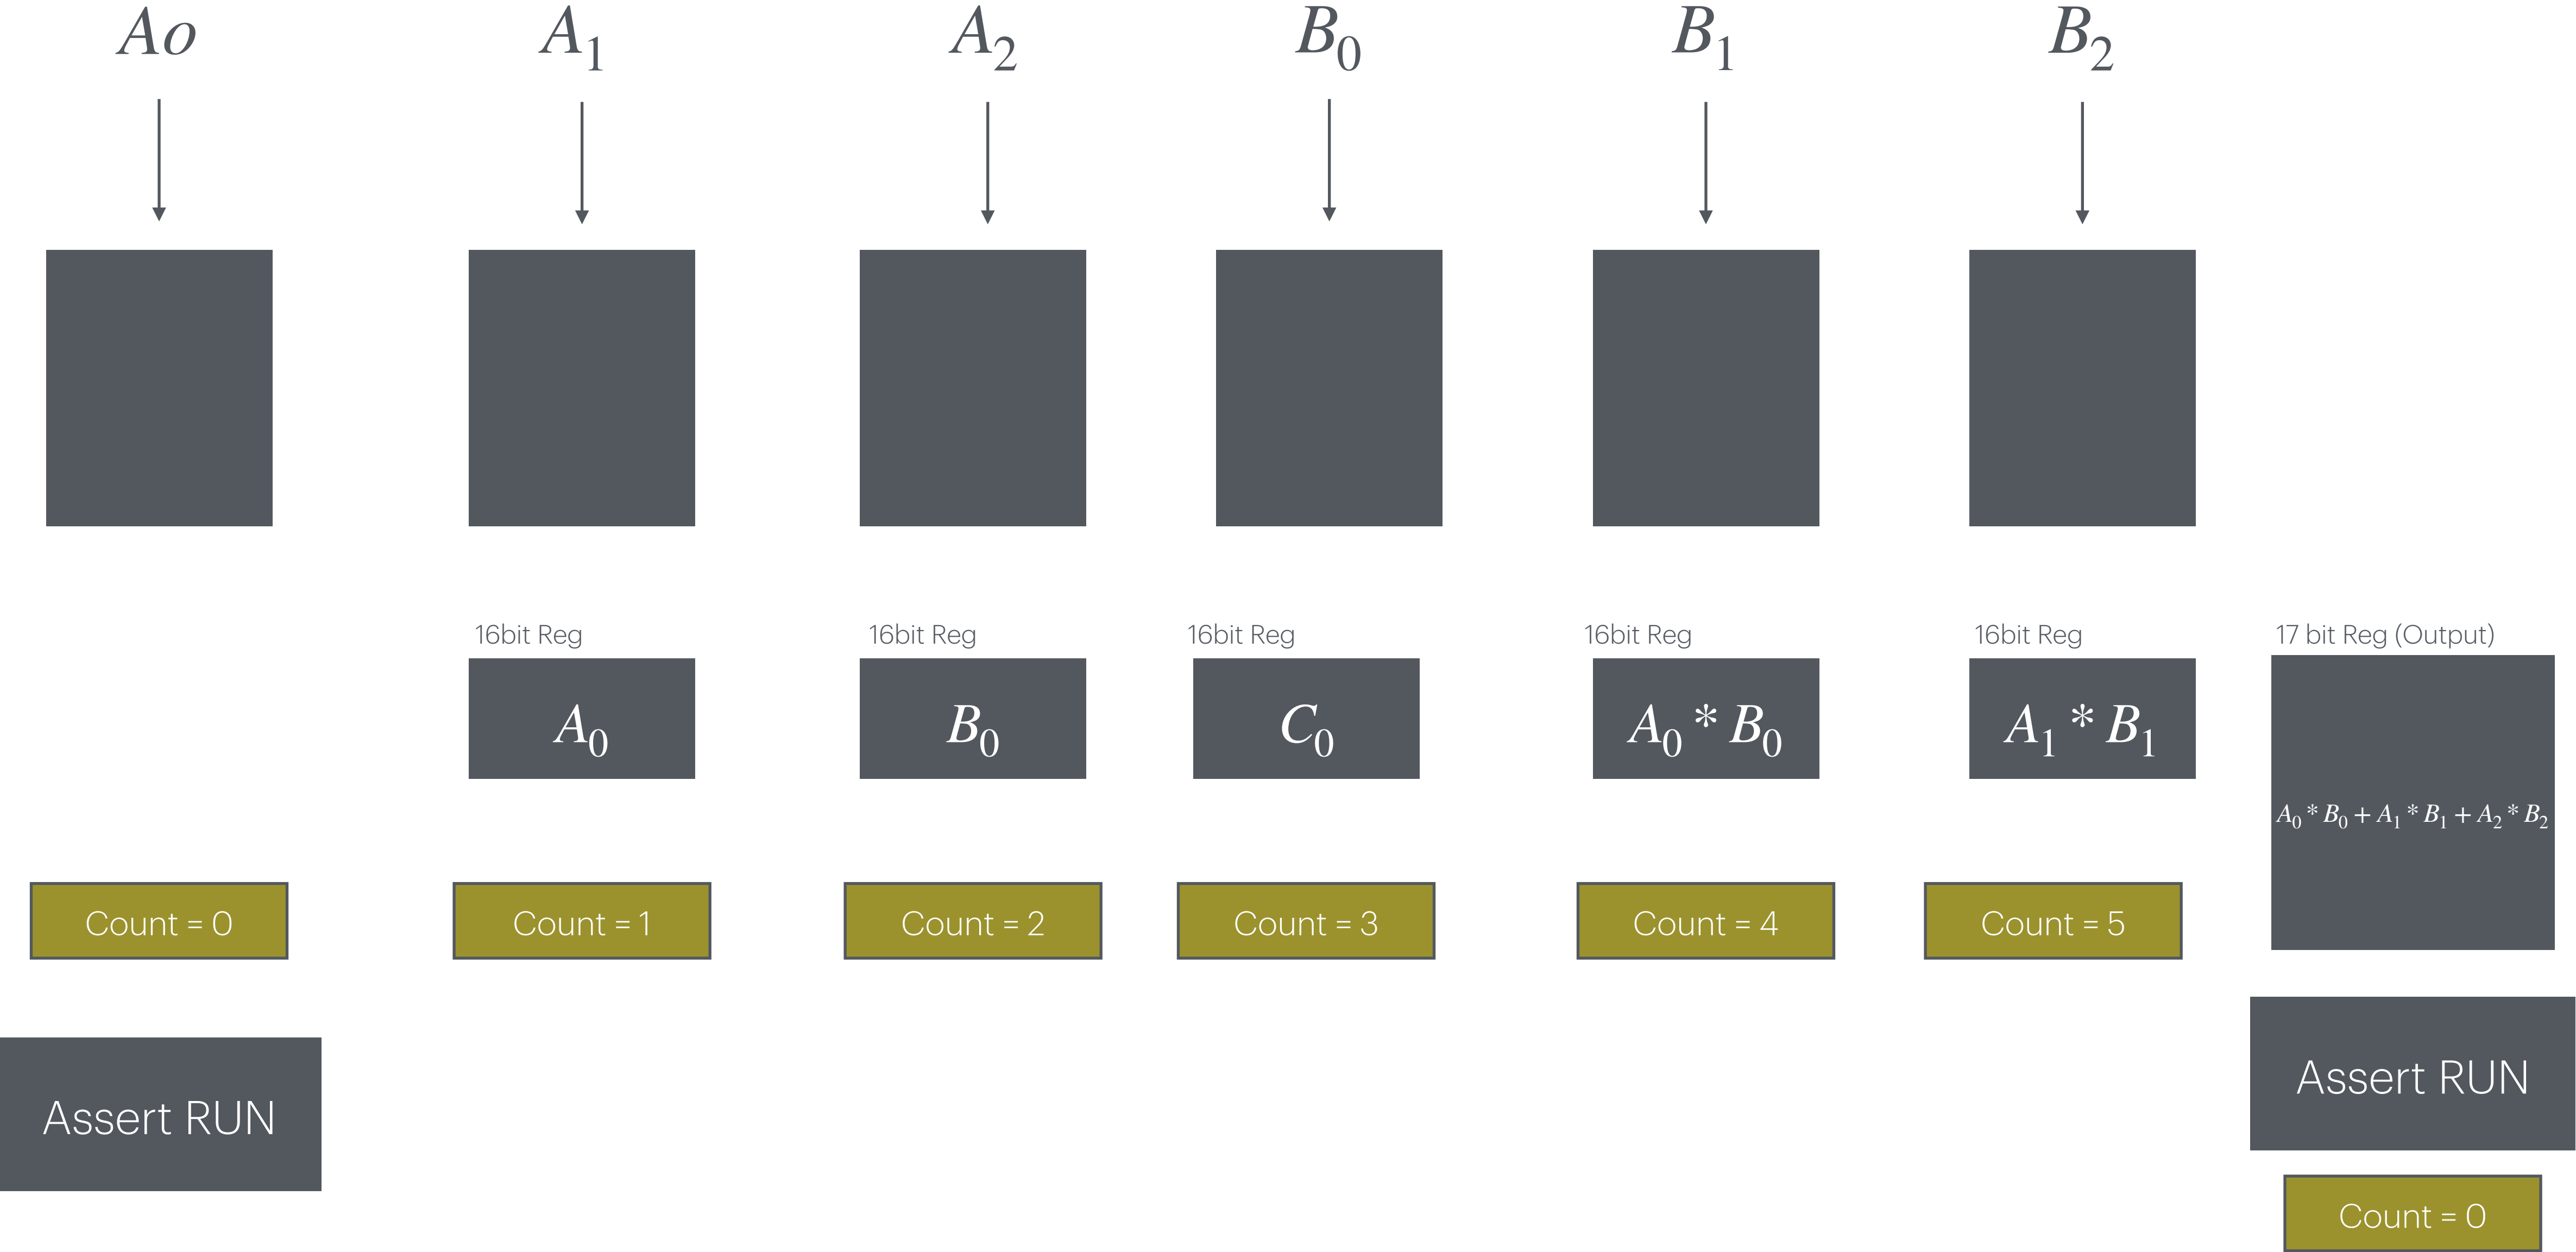 Ao
A₁
A₂
B₀
B₁
B₂
16bit Reg
16bit Reg
16bit Reg
16bit Reg
16bit Reg
17 bit Reg (Output)
A₀
B₀
C₀
A₀ * B₀
A₁ * B₁
A₀ * B₀ + A₁ * B₁ + A₂ * B₂
Count = 0
Count = 1
Count = 2
Count = 3
Count = 4
Count = 5
Assert RUN
Assert RUN
Count = 0